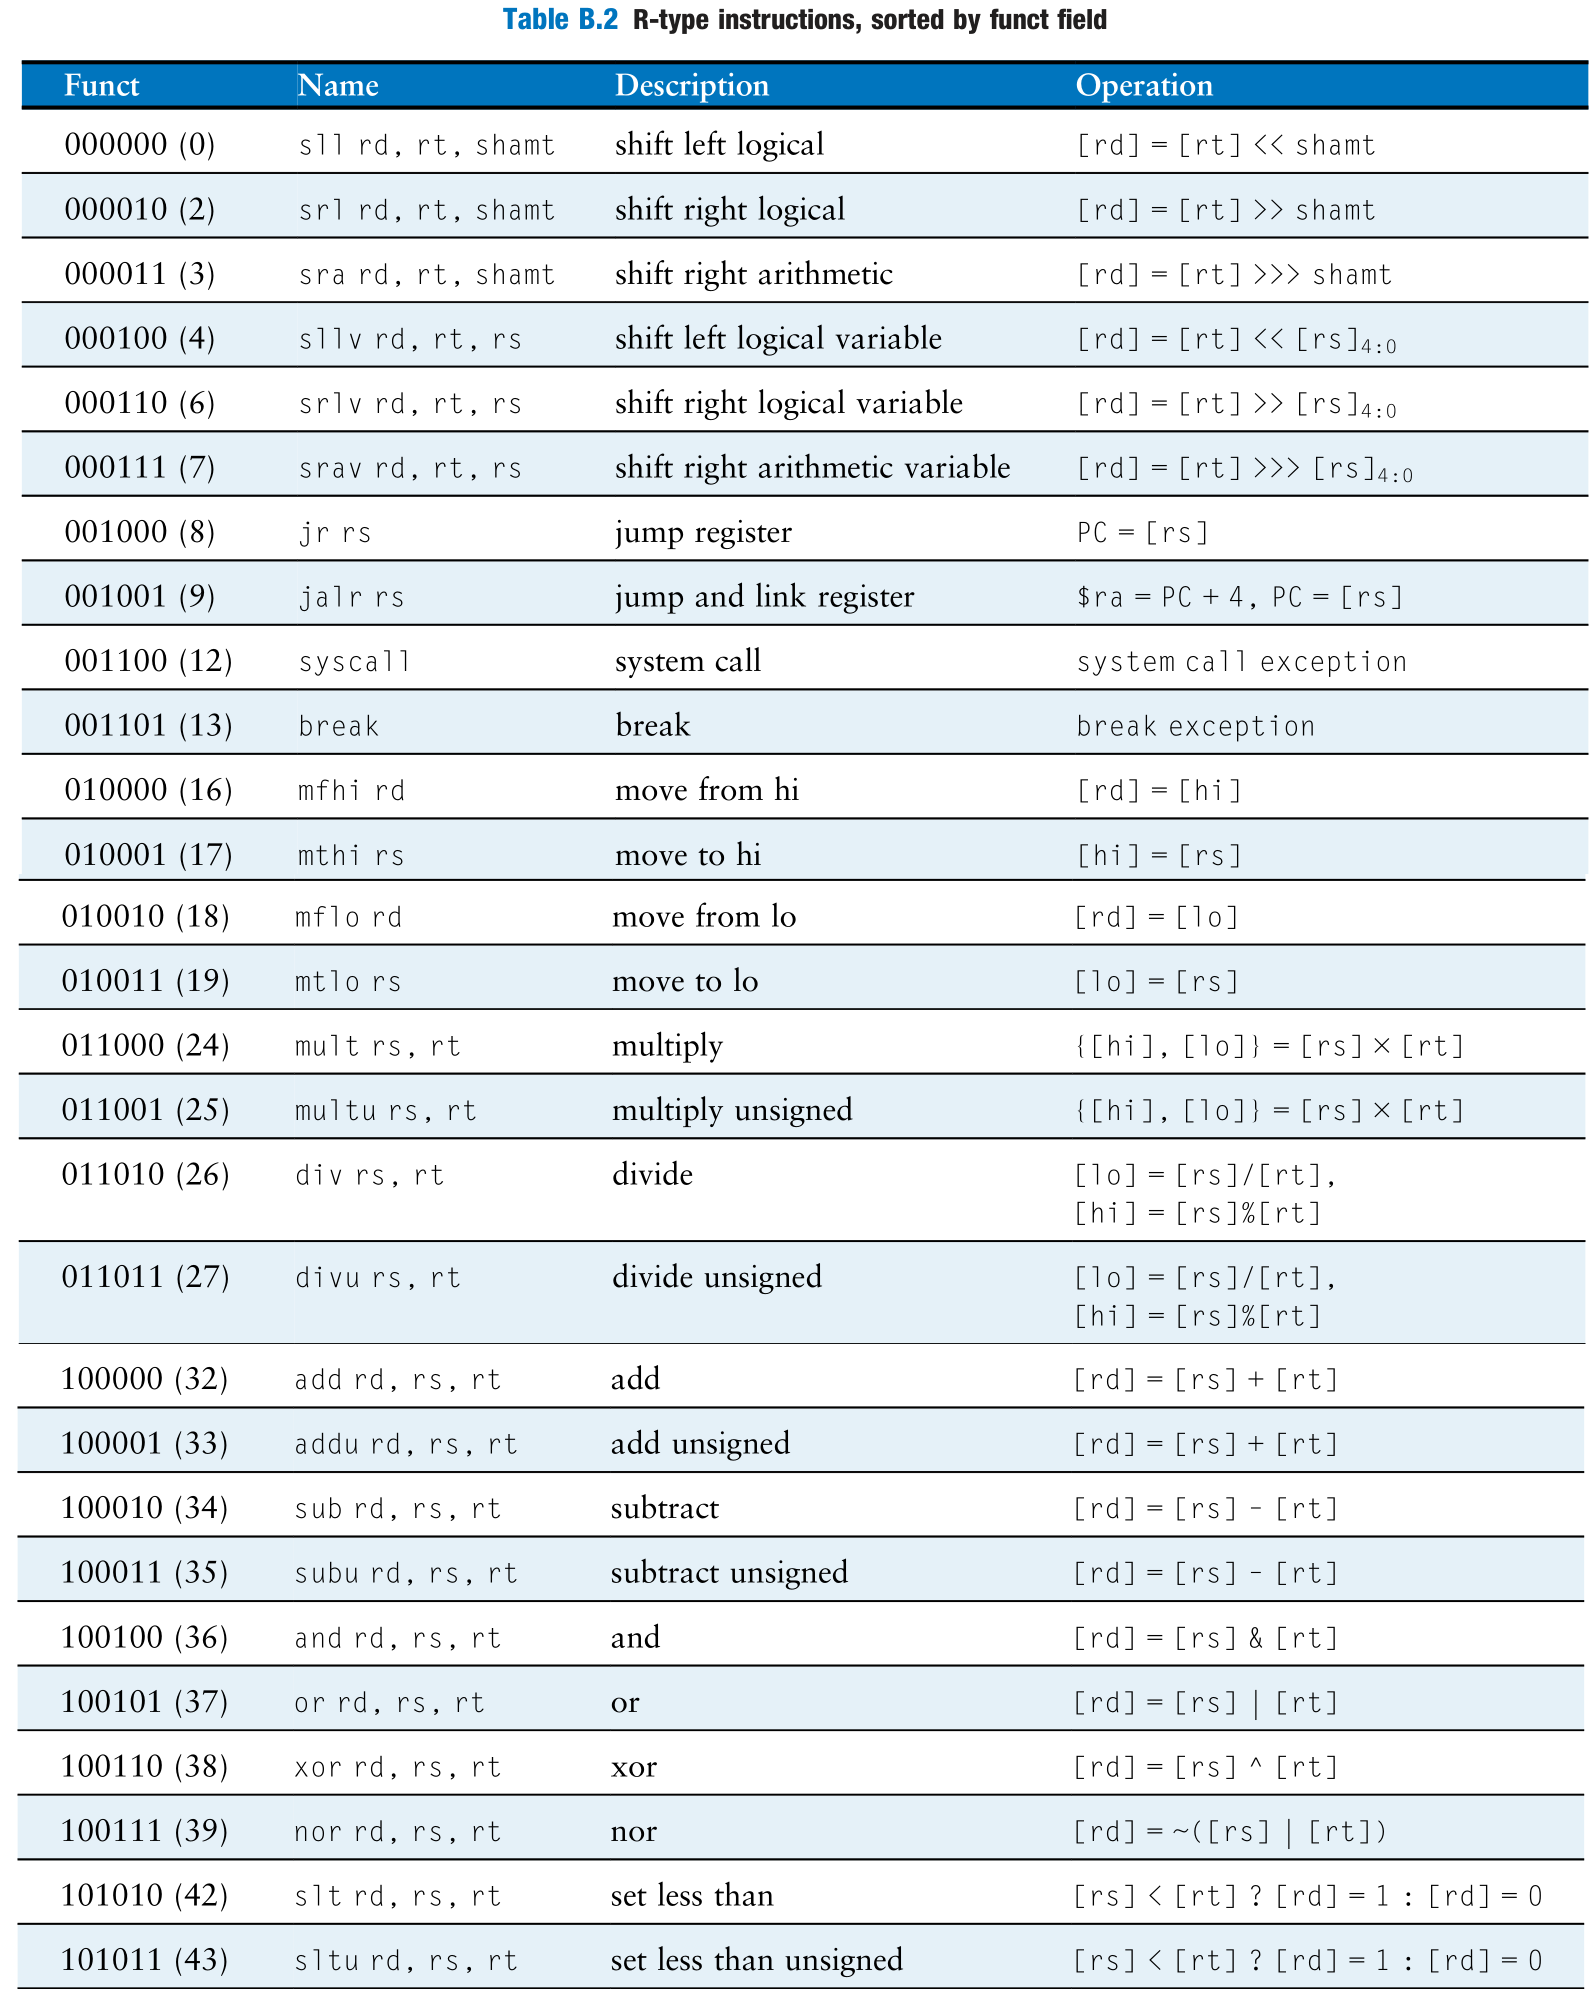 Table B.2 R-type instructions, sorted by funct field
Funct Name Description Operation
000000 (0) sll rd, rt, shamt shift left logical [rd] = [rt] << shamt
000010 (2) srl rd, rt, shamt shift right logical [rd] = [rt] >> shamt
000011 (3) sra rd, rt, shamt shift right arithmetic [rd] = [rt] >>> shamt
000100 (4) sllv rd, rt, rs shift left logical variable [rd] = [rt] << [rs]4:0
000110 (6) srlv rd, rt, rs shift right logical variable [rd] = [rt] >> [rs]4:0
000111 (7) srav rd, rt, rs shift right arithmetic variable [rd] = [rt] >>> [rs]4:0
001000 (8) jr rs jump register PC = [rs]
001001 (9) jalr rs jump and link register $ra = PC + 4, PC = [rs]
001100 (12) syscall system call system call exception
001101 (13) break break break exception
010000 (16) mfhi rd move from hi [rd] = [hi]
010001 (17) mthi rs move to hi [hi] = [rs]
010010 (18) mflo rd move from lo [rd] = [lo]
010011 (19) mtlo rs move to lo [lo] = [rs]
011000 (24) mult rs, rt multiply {[hi], [lo]} = [rs] × [rt]
011001 (25) multu rs, rt multiply unsigned {[hi], [lo]} = [rs] × [rt]
011010 (26) div rs, rt divide [lo] = [rs]/[rt],
[hi] = [rs]%[rt]
011011 (27) divu rs, rt divide unsigned [lo] = [rs]/[rt],
[hi] = [rs]%[rt]
100000 (32) add rd, rs, rt add [rd] = [rs] + [rt]
100001 (33) addu rd, rs, rt add unsigned [rd] = [rs] + [rt]
100010 (34) sub rd, rs, rt subtract [rd] = [rs] - [rt]
100011 (35) subu rd, rs, rt subtract unsigned [rd] = [rs] - [rt]
100100 (36) and rd, rs, rt and [rd] = [rs] & [rt]
100101 (37) or rd, rs, rt or [rd] = [rs] | [rt]
100110 (38) xor rd, rs, rt xor [rd] = [rs] ^ [rt]
100111 (39) nor rd, rs, rt nor [rd] = ~([rs] | [rt])
101010 (42) slt rd, rs, rt set less than [rs] < [rt] ? [rd] = 1 : [rd] = 0
101011 (43) sltu rd, rs, rt set less than unsigned [rs] < [rt] ? [rd] = 1 : [rd] = 0